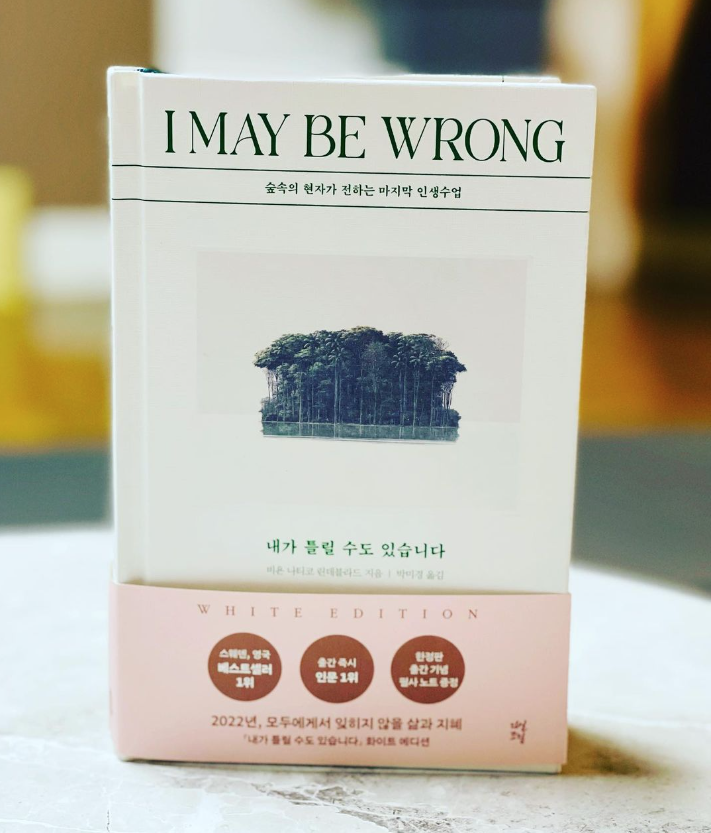 I MAY BE WRONG
숲속의 현자가 전하는 마지막 인생수업
내가 틀릴 수도 있습니다
비욘 나티코 린데블라드 지음 | 박미경 옮김
WHITE EDITION
스웨덴, 영국
베스트셀러
1위
출간 즉시
인문 1위
한정판
출간 기념
필사 노트 증정
2022년, 모두에게서 잊히지 않을 삶과 지혜
『내가 틀릴 수도 있습니다』 화이트 에디션
다산
초당